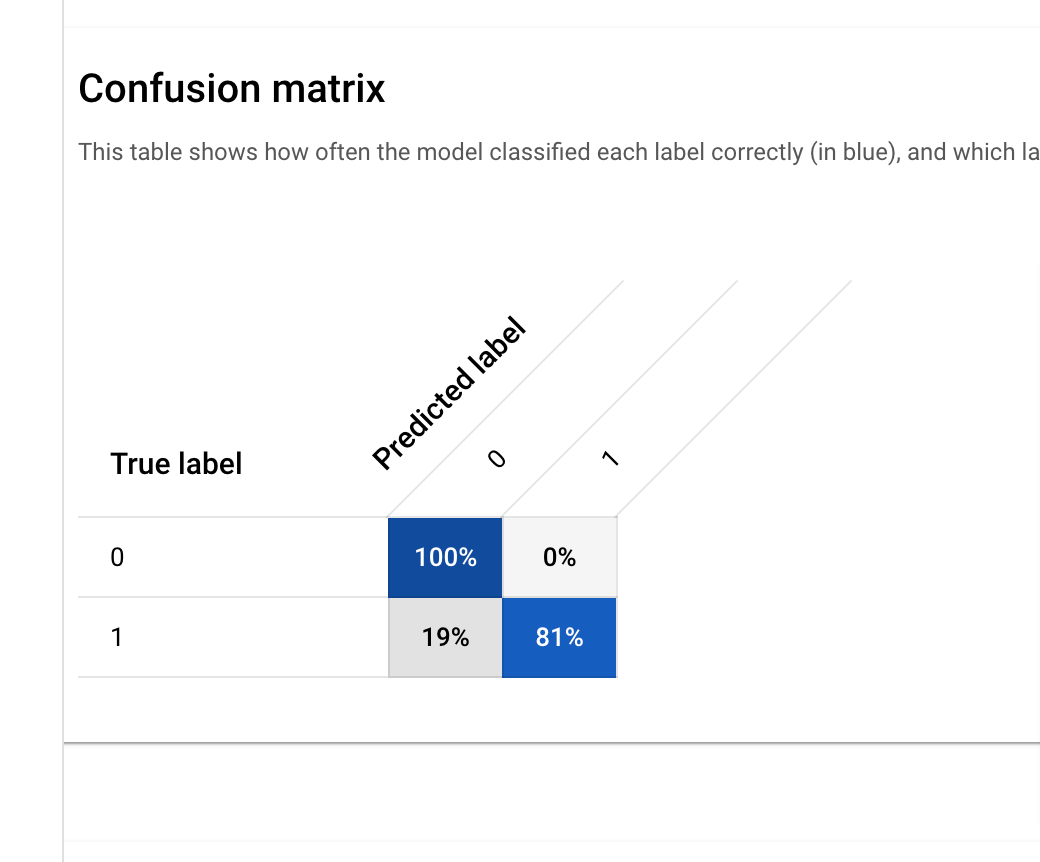 Confusion matrix
This table shows how often the model classified each label correctly (in blue), and which la
Predicted label
True label
0
1
0
100%
0%
1
19%
81%